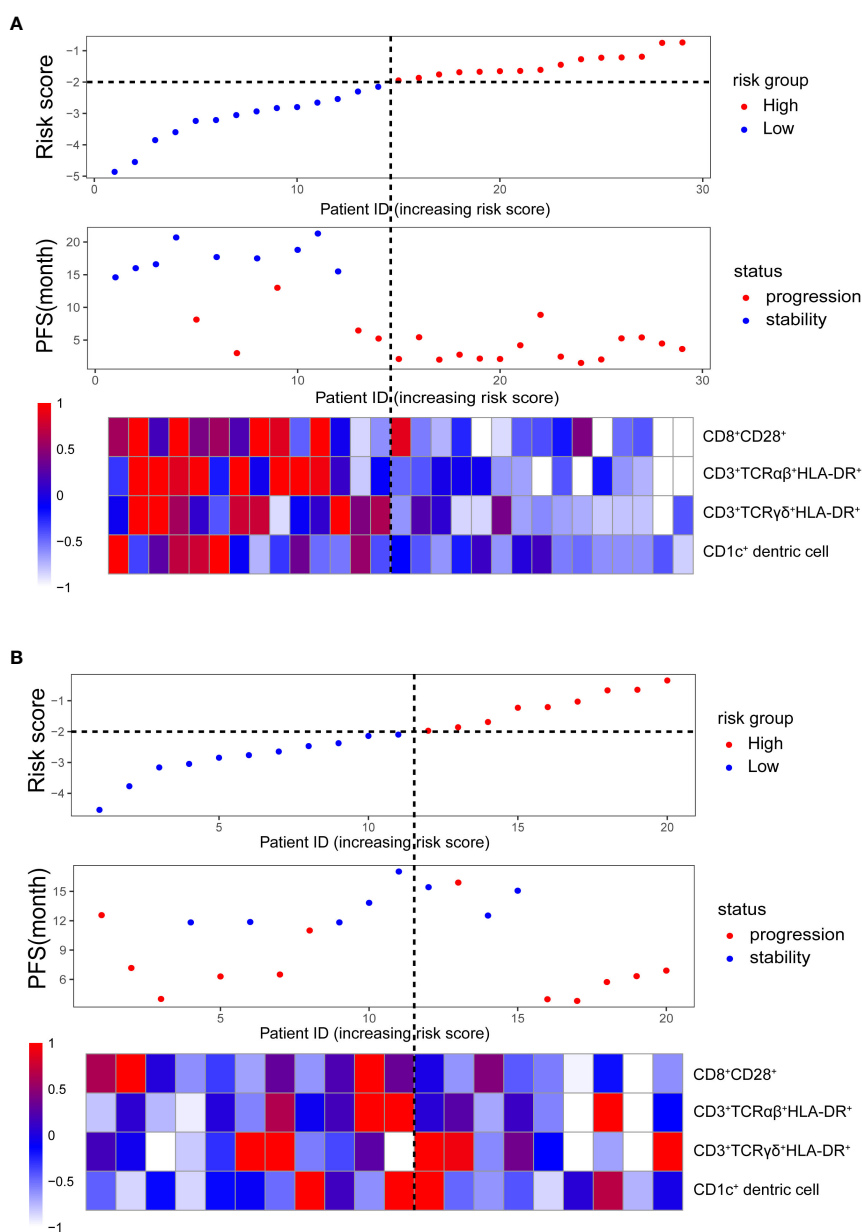 A
Risk score
−1
−2
−3
−4
−5
0
10
20
30
Patient ID (increasing risk score)
risk group
High
Low
PFS(month)
20
15
10
5
0
10
20
30
Patient ID (increasing risk score)
status
progression
stability
1
0.5
0
−0.5
−1
CD8⁺CD28⁺
CD3⁺TCRαβ⁺HLA-DR⁺
CD3⁺TCRγδ⁺HLA-DR⁺
CD1c⁺ dentric cell
B
Risk score
−1
−2
−3
−4
5
10
15
20
Patient ID (increasing risk score)
risk group
High
Low
PFS(month)
15
12
9
6
5
10
15
20
Patient ID (increasing risk score)
status
progression
stability
1
0.5
0
−0.5
−1
CD8⁺CD28⁺
CD3⁺TCRαβ⁺HLA-DR⁺
CD3⁺TCRγδ⁺HLA-DR⁺
CD1c⁺ dentric cell